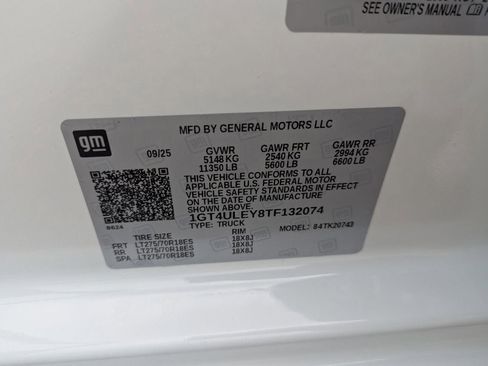 SEE OWNER'S MANUAL
gm
MFD BY GENERAL MOTORS LLC
09/25 GVWR GAWR FRT GAWR RR
5148 KG 2540 KG 2994 KG
11350 LB 5600 LB 6600 LB
THIS VEHICLE CONFORMS TO ALL
APPLICABLE U.S. FEDERAL MOTOR
VEHICLE SAFETY STANDARDS IN EFFECT
ON THE DATE OF MANUFACTURE SHOWN ABOVE.
1GT4ULEY8TF132074
8624 TYPE: TRUCK MODEL: 84TK20743
TIRE SIZE RIM
FRT LT275/70R18ES 18X8J
RR LT275/70R18ES 18X8J
SPA LT275/70R18ES 18X8J